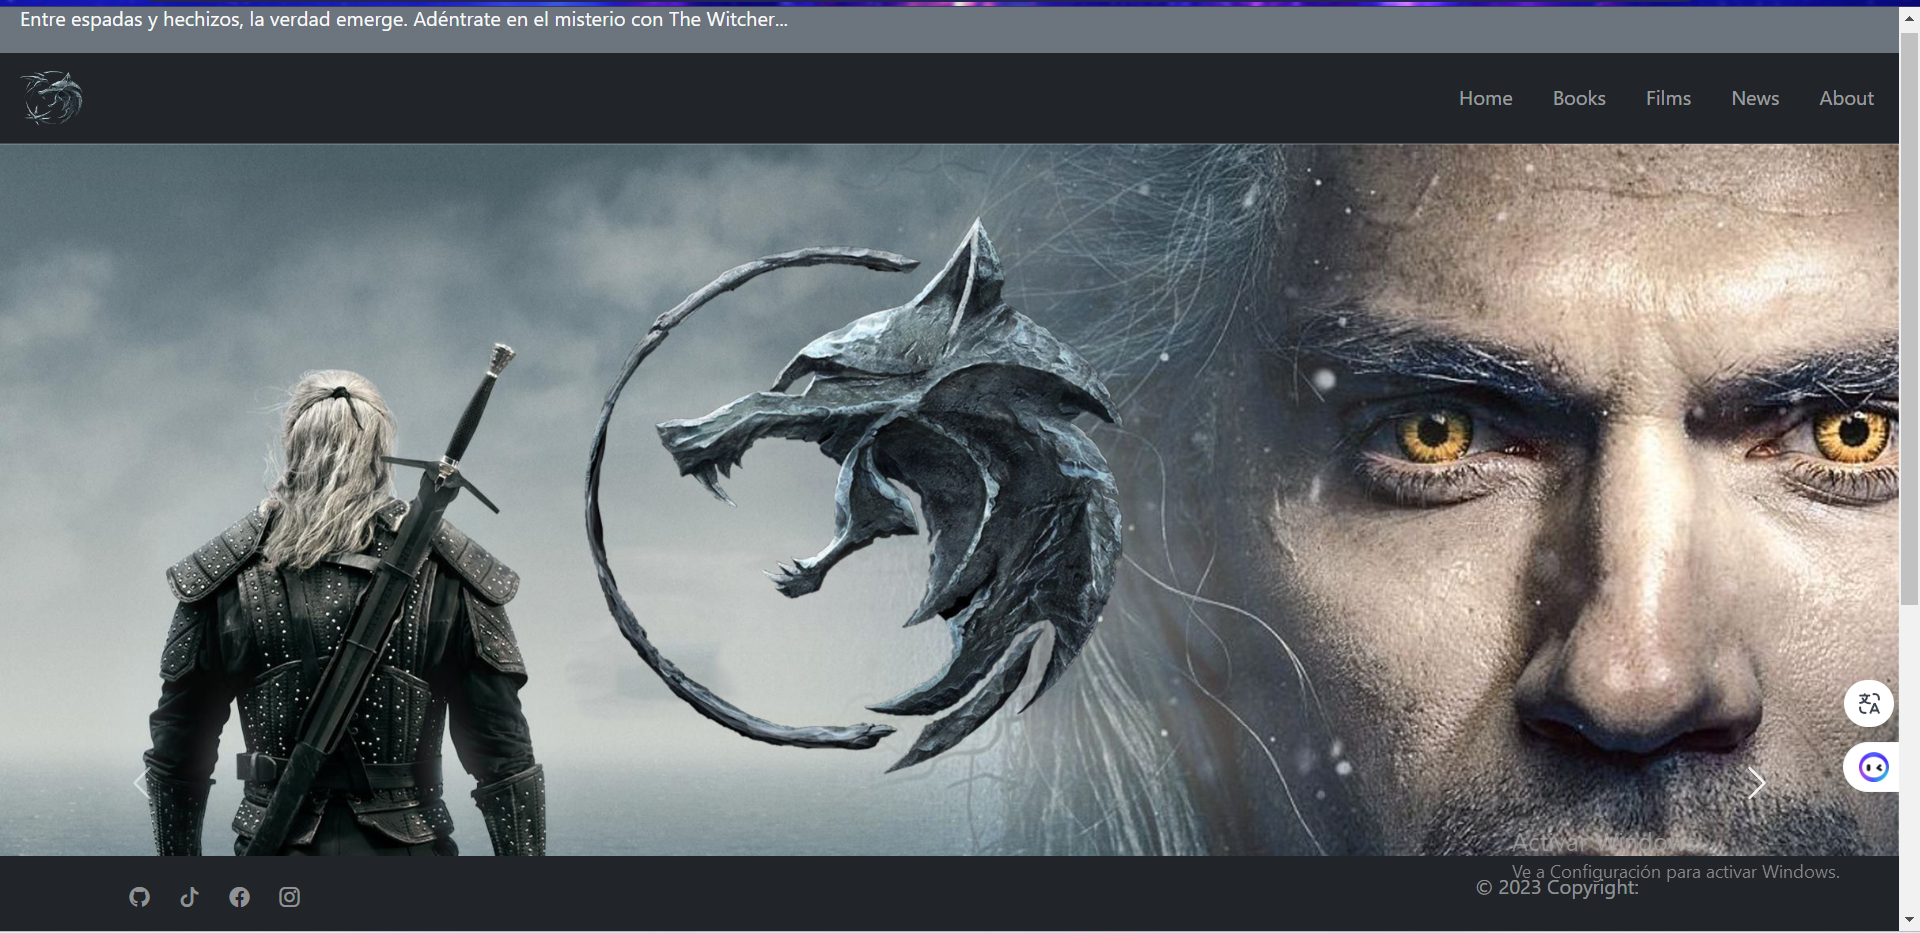 Entre espadas y hechizos, la verdad emerge. Adéntrate en el misterio con The Witcher...
Home Books Films News About
Activar Windows
Ve a Configuración para activar Windows.
© 2023 Copyright: